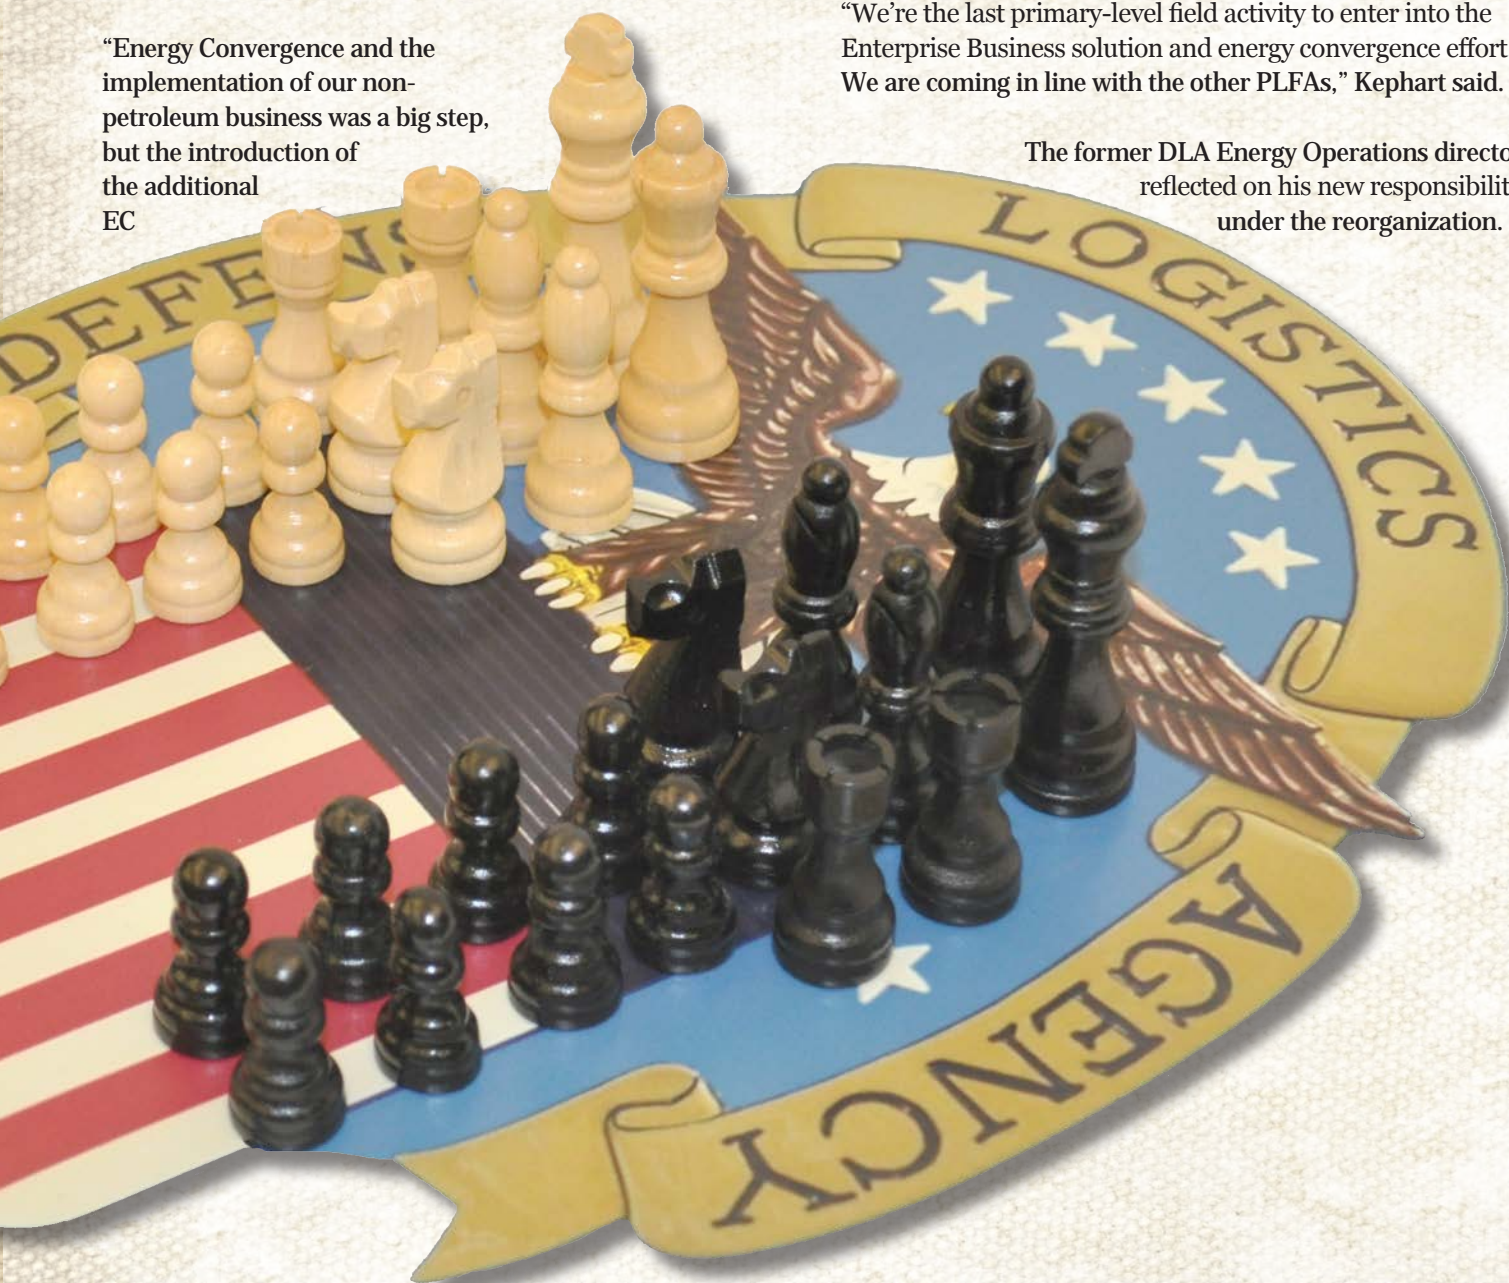 “Energy Convergence and the
implementation of our non-
petroleum business was a big step,
but the introduction of
the additional
EC
“We’re the last primary-level field activity to enter into the
Enterprise Business solution and energy convergence effort
We are coming in line with the other PLFAs,” Kephart said.
The former DLA Energy Operations directo
reflected on his new responsibilit
under the reorganization.
DEFENS
LOGISTICS
AGENCY